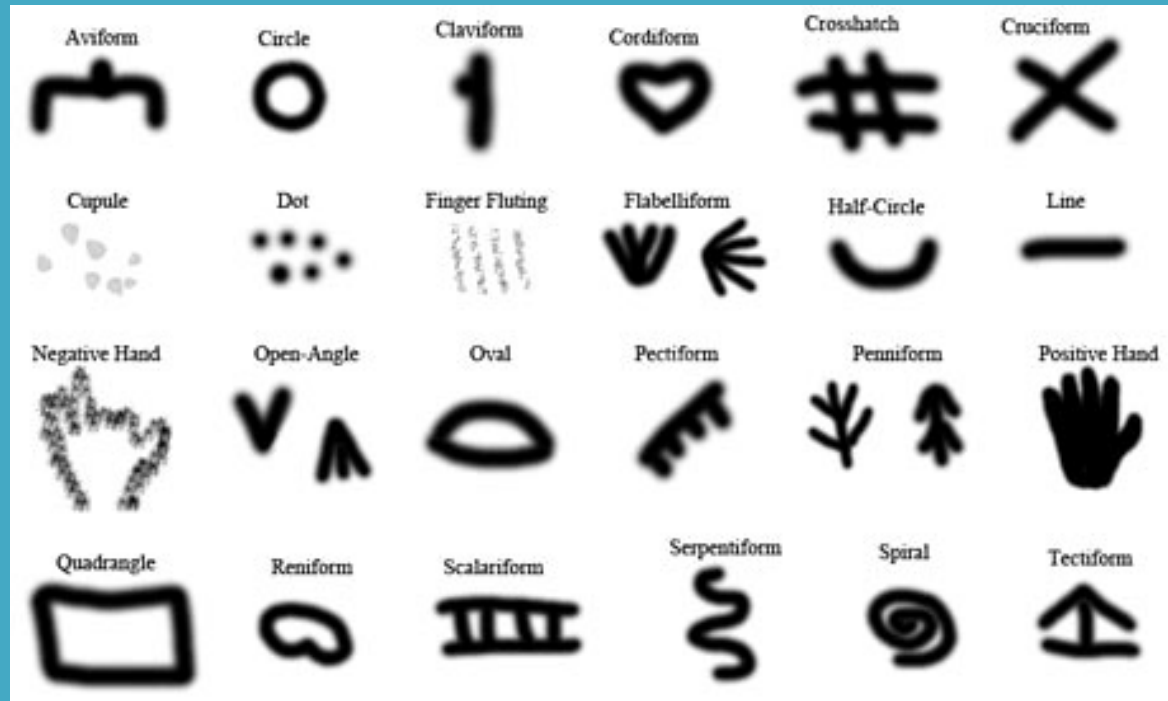 Aviform
Circle
Claviform
Cordiform
Crosshatch
Cruciform
Cupule
Dot
Finger Fluting
Flabelliform
Half-Circle
Line
Negative Hand
Open-Angle
Oval
Pectiform
Penniform
Positive Hand
Quadrangle
Reniform
Scalariform
Serpentiform
Spiral
Tectiform